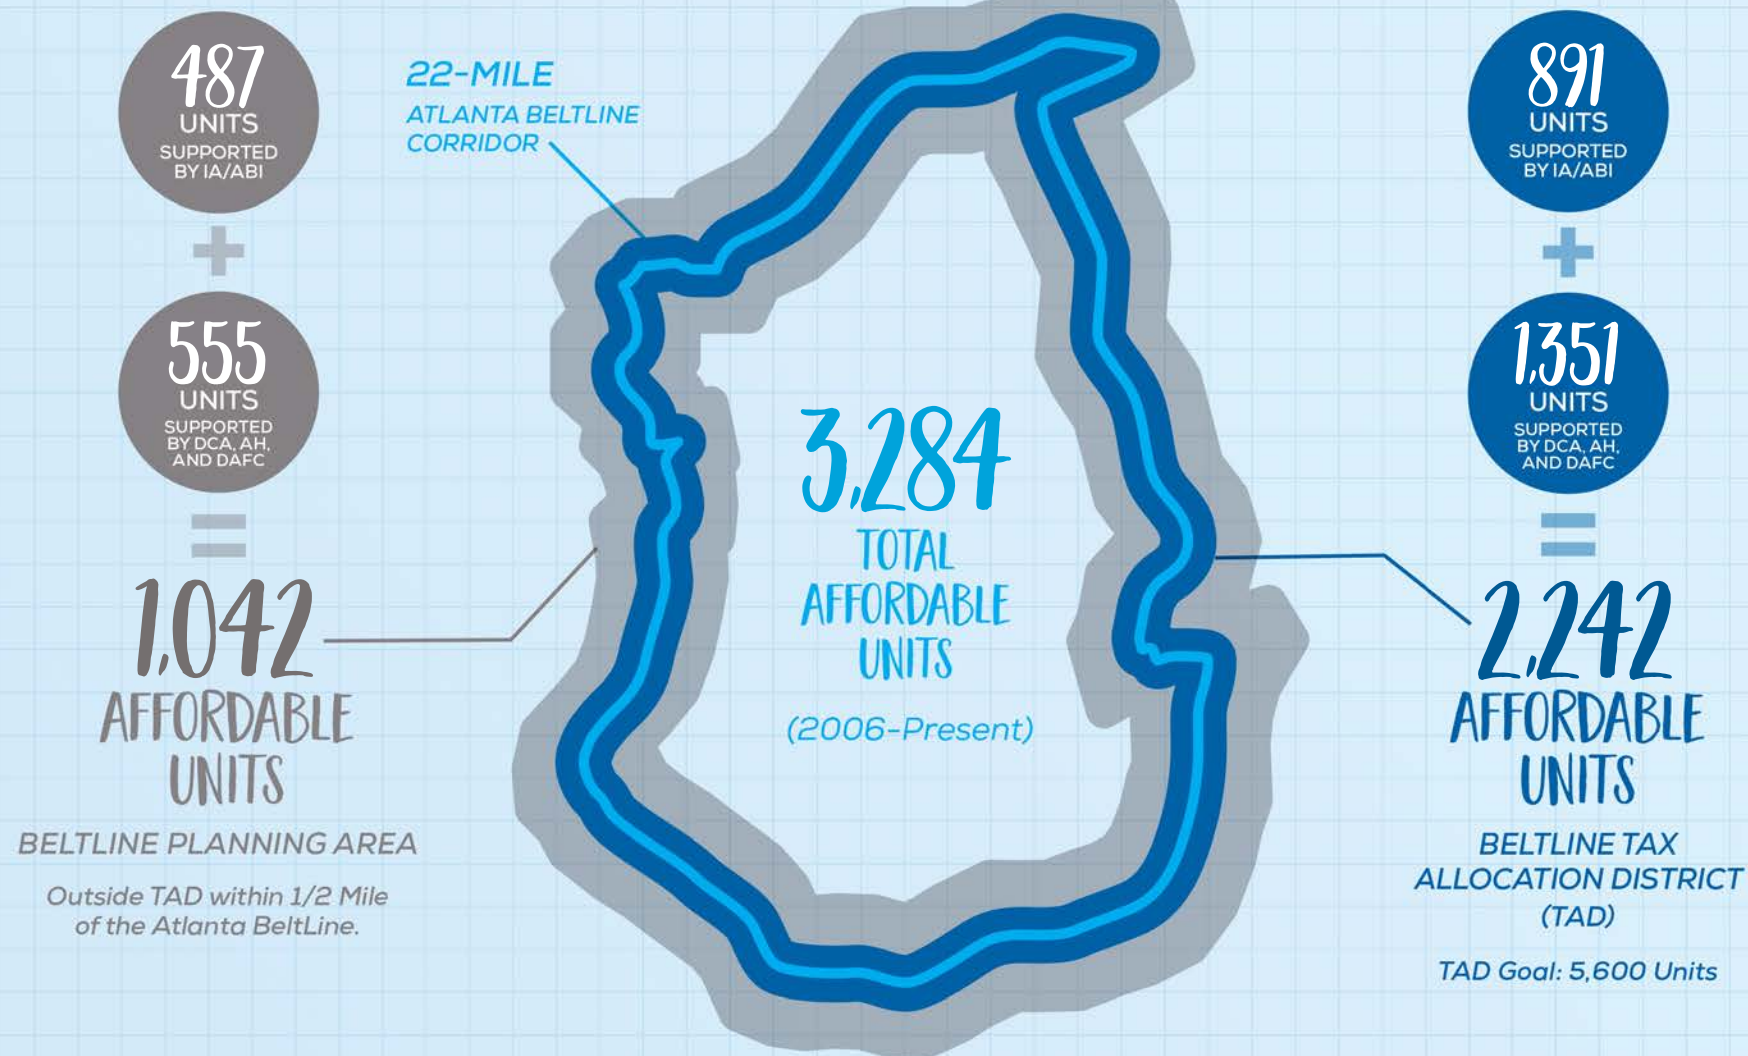 487
UNITS
SUPPORTED
BY IA/ABI
+
555
UNITS
SUPPORTED
BY DCA, AH,
AND DAFC
=
1,042
AFFORDABLE
UNITS
BELTLINE PLANNING AREA
Outside TAD within 1/2 Mile
of the Atlanta BeltLine.
22-MILE
ATLANTA BELTLINE
CORRIDOR
3,284
TOTAL
AFFORDABLE
UNITS
(2006-Present)
891
UNITS
SUPPORTED
BY IA/ABI
+
1,351
UNITS
SUPPORTED
BY DCA, AH,
AND DAFC
=
2,242
AFFORDABLE
UNITS
BELTLINE TAX
ALLOCATION DISTRICT
(TAD)
TAD Goal: 5,600 Units